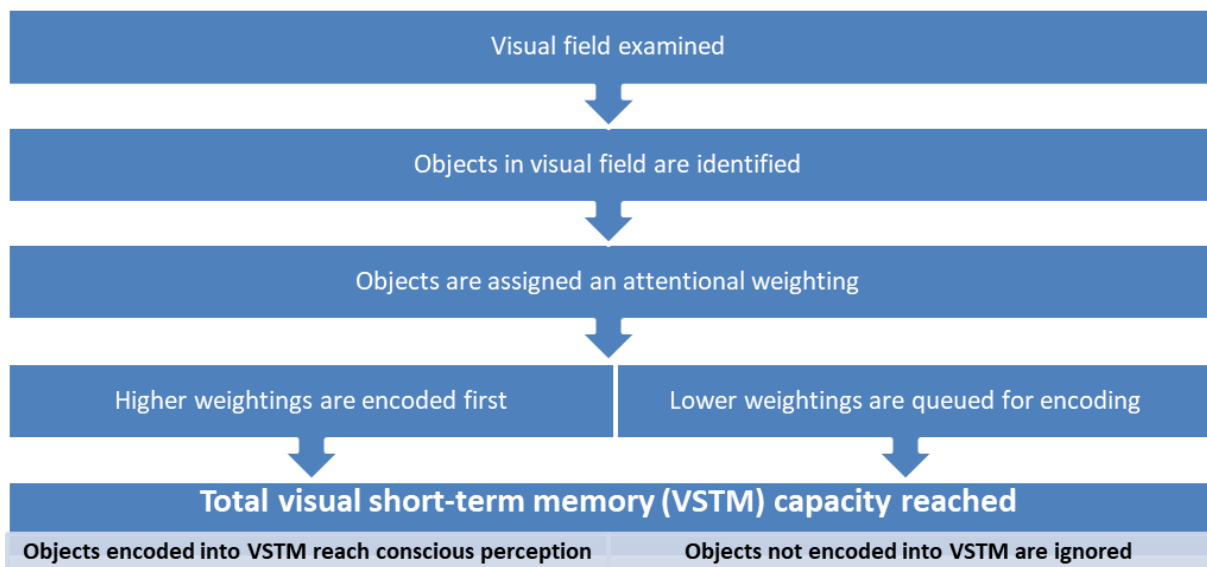 Visual field examined
Objects in visual field are identified
Objects are assigned an attentional weighting
Higher weightings are encoded first
Lower weightings are queued for encoding
Total visual short-term memory (VSTM) capacity reached
Objects encoded into VSTM reach conscious perception
Objects not encoded into VSTM are ignored